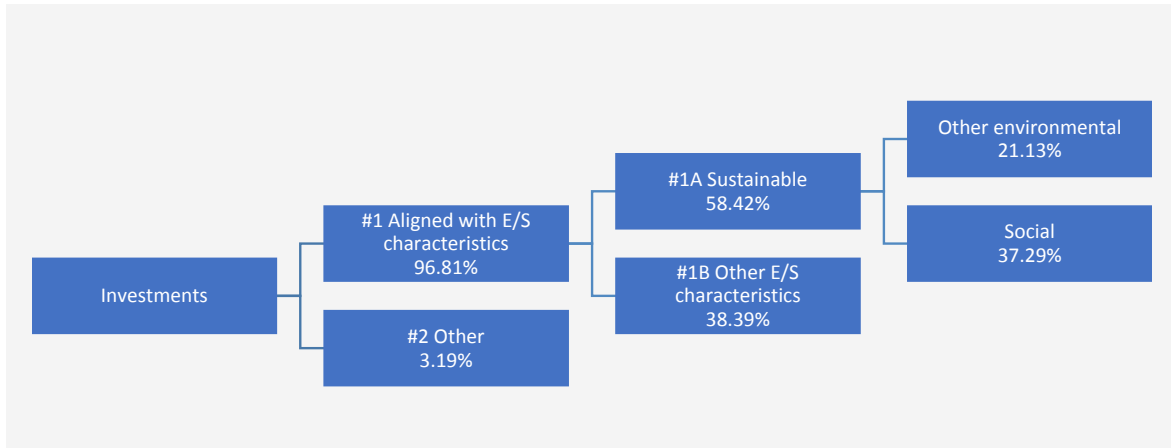 Investments
#1 Aligned with E/S
characteristics
96.81%
#2 Other
3.19%
#1A Sustainable
58.42%
#1B Other E/S
characteristics
38.39%
Other environmental
21.13%
Social
37.29%